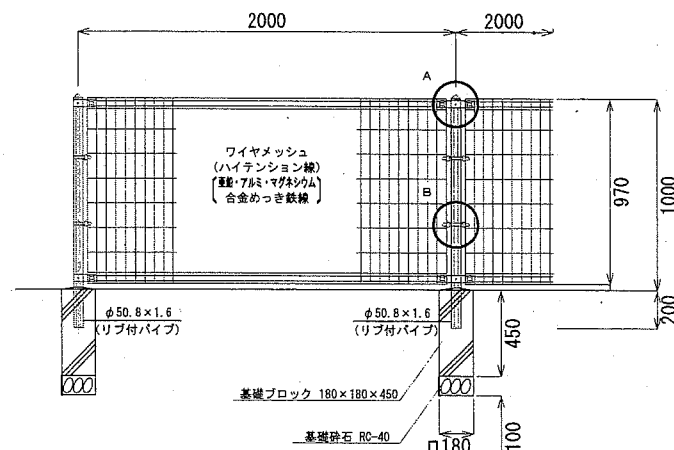 2000
2000
A
ワイヤメッシュ
(ハイテンション線)
[亜鉛・アルミ・マグネシウム]
合金めっき鉄線
B
970
1000
φ50.8×1.6
(リブ付パイプ)
φ50.8×1.6
(リブ付パイプ)
200
450
基礎ブロック 180×180×450
基礎砕石 RC-40
□180
100